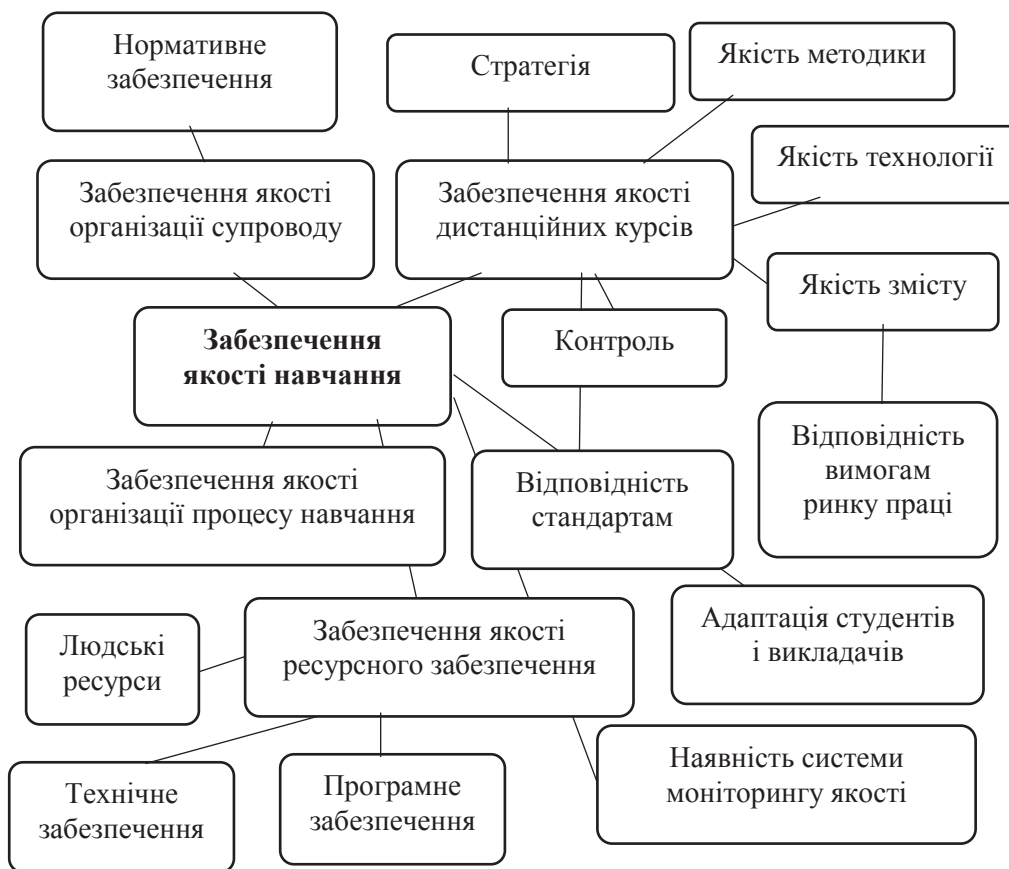 Нормативне
забезпечення
Стратегія
Якість методики
Якість технології
Забезпечення якості
організації супроводу
Забезпечення якості
дистанційних курсів
Якість змісту
Забезпечення
якості навчання
Контроль
Відповідність
вимогам
ринку праці
Забезпечення якості
організації процесу навчання
Відповідність
стандартам
Адаптація студентів
і викладачів
Людські
ресурси
Забезпечення якості
ресурсного забезпечення
Наявність системи
моніторингу якості
Технічне
забезпечення
Програмне
забезпечення